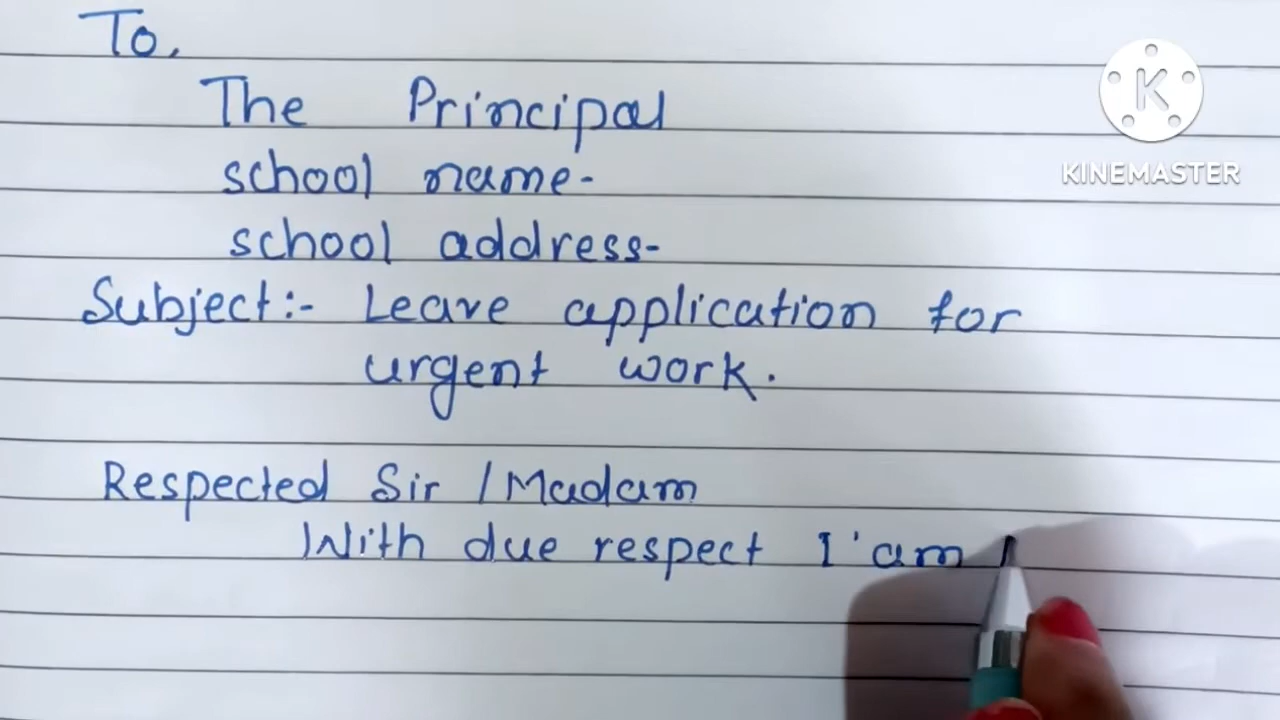 To,
The Principal
school name-
school address-
Subject:- Leave application for
urgent work.
Respected Sir / Madam
With due respect I'am
K
KINEMASTER